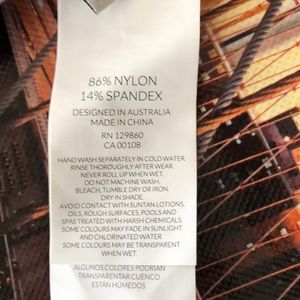 86% NYLON
14% SPANDEX
DESIGNED IN AUSTRALIA
MADE IN CHINA
RN 129860
CA 00108
HAND WASH SEPARATELY IN COLD WATER.
RINSE THOROUGHLY AFTER WEAR.
NEVER ROLL UP WHEN WET.
DO NOT MACHINE WASH,
BLEACH, TUMBLE DRY OR IRON.
DRY IN SHADE.
AVOID CONTACT WITH SUNTAN LOTIONS,
OILS, ROUGH SURFACES, POOLS AND
SPAS TREATED WITH HARSH CHEMICALS.
SOME COLOURS MAY FADE IN SUNLIGHT
AND CHLORINATED WATER
SOME COLOURS MAY BE TRANSPARENT
WHEN WET.
ALGUNOS COLORES PODRIAN
TRANSPARENTAR CUENCO
ESTÁN HÚMEDOS